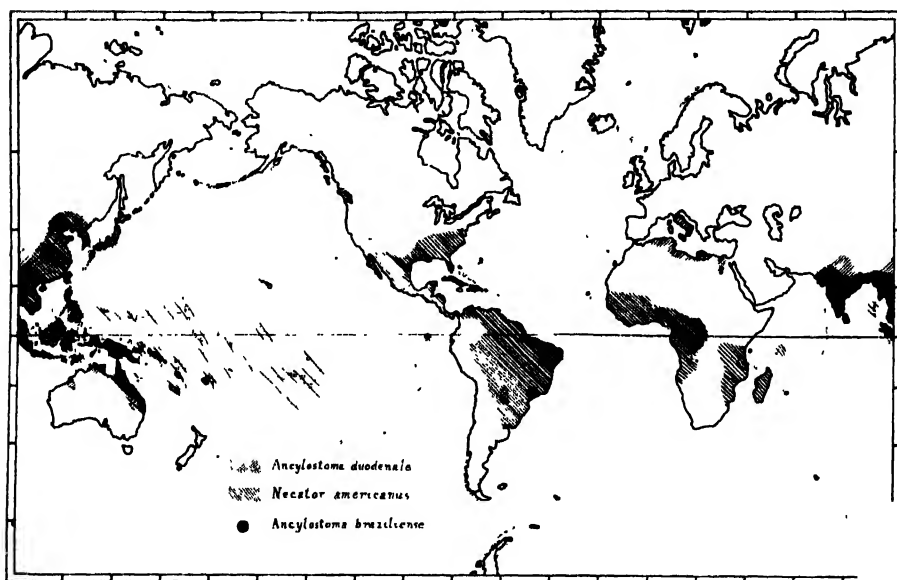 Ancylostoma duodenale
Necator americanus
Ancylostoma braziliense